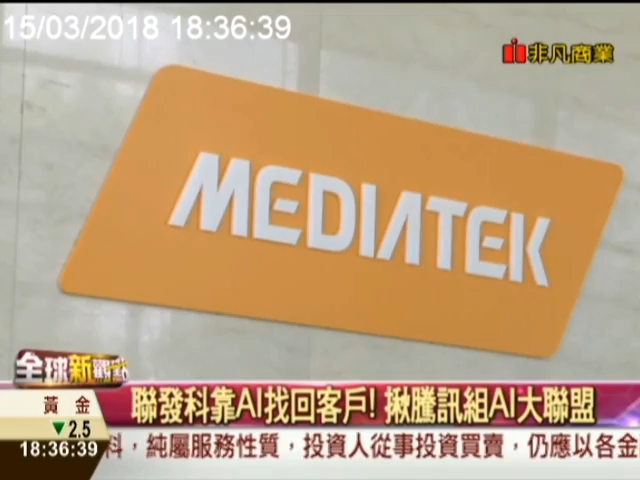 15/03/2018 18:36:39
非凡商業
MEDIATEK
全球新觀點
聯發科靠AI找回客戶! 揪騰訊組AI大聯盟
黃金
▼2.5
18:36:39
料，純屬服務性質，投資人從事投資買賣，仍應以各金